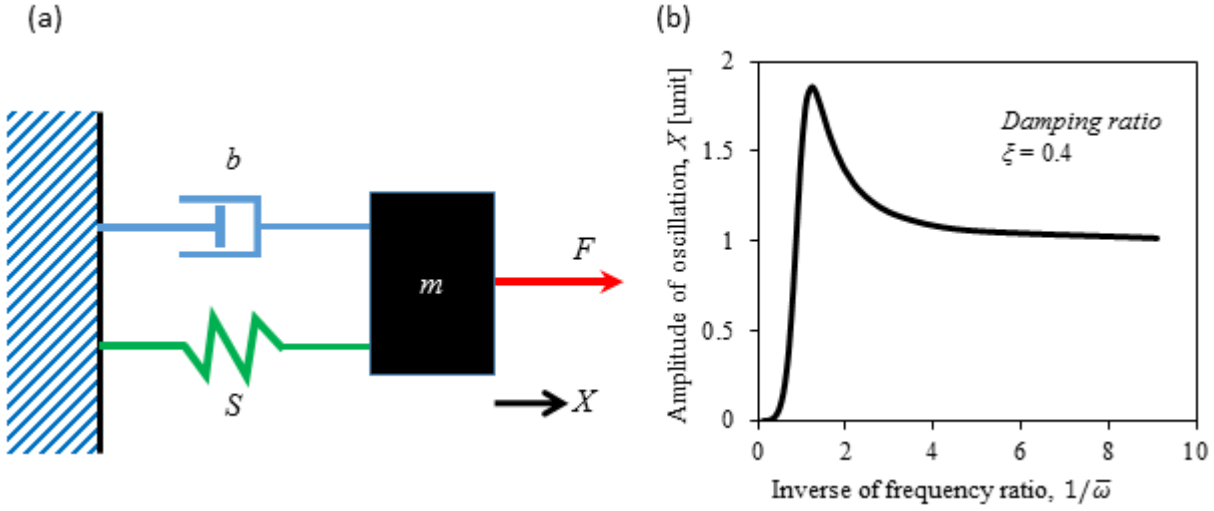 (a)
b
m
F
S
X
(b)
Amplitude of oscillation, X [unit]
2
1.5
1
0.5
0
Damping ratio
ξ = 0.4
0 2 4 6 8 10
Inverse of frequency ratio, 1/ω̅